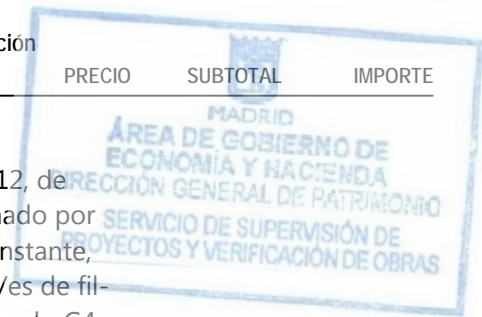 ción
PRECIO SUBTOTAL IMPORTE
MADRID
ÁREA DE GOBIERNO DE
ECONOMÍA Y HACIENDA
12, de
DIRECCIÓN GENERAL DE PATRIMONIO
nado por
SERVICIO DE SUPERVISIÓN DE
nstante,
PROYECTOS Y VERIFICACIÓN DE OBRAS
/es de fil-